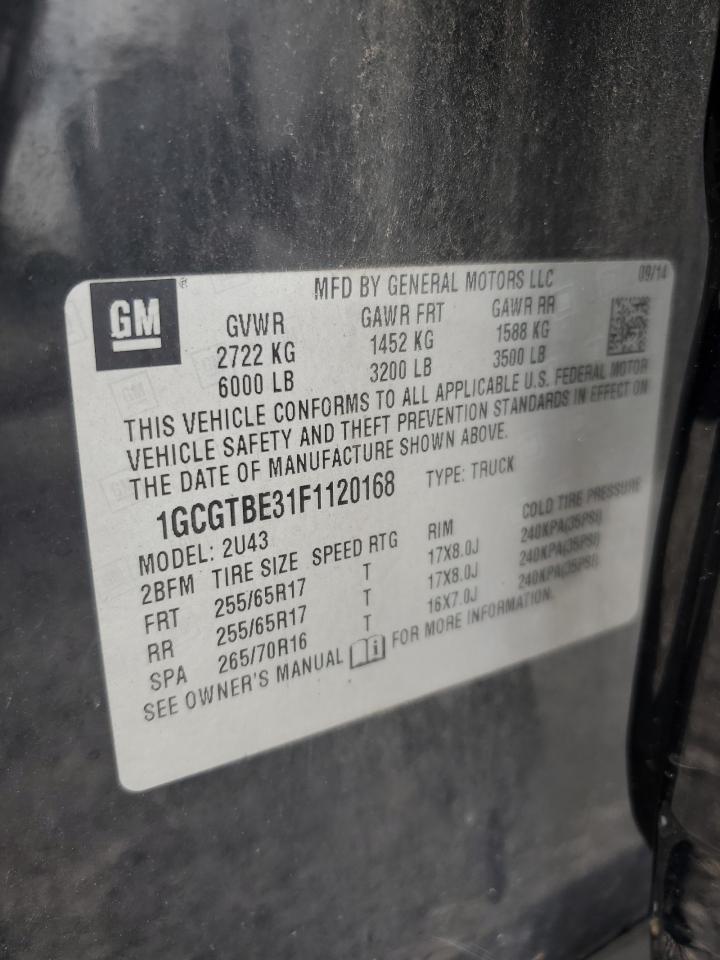 GM
MFD BY GENERAL MOTORS LLC 09/14
GVWR GAWR FRT GAWR RR
2722 KG 1452 KG 1588 KG
6000 LB 3200 LB 3500 LB
THIS VEHICLE CONFORMS TO ALL APPLICABLE U.S. FEDERAL MOTOR
VEHICLE SAFETY AND THEFT PREVENTION STANDARDS IN EFFECT ON
THE DATE OF MANUFACTURE SHOWN ABOVE.
1GCGTBE31F1120168 TYPE: TRUCK
MODEL: 2U43
2BFM TIRE SIZE SPEED RTG RIM COLD TIRE PRESSURE
FRT 255/65R17 T 17X8.0J 240KPA(35PSI)
RR 255/65R17 T 17X8.0J 240KPA(35PSI)
SPA 265/70R16 T 16X7.0J 240KPA(35PSI)
SEE OWNER'S MANUAL FOR MORE INFORMATION.